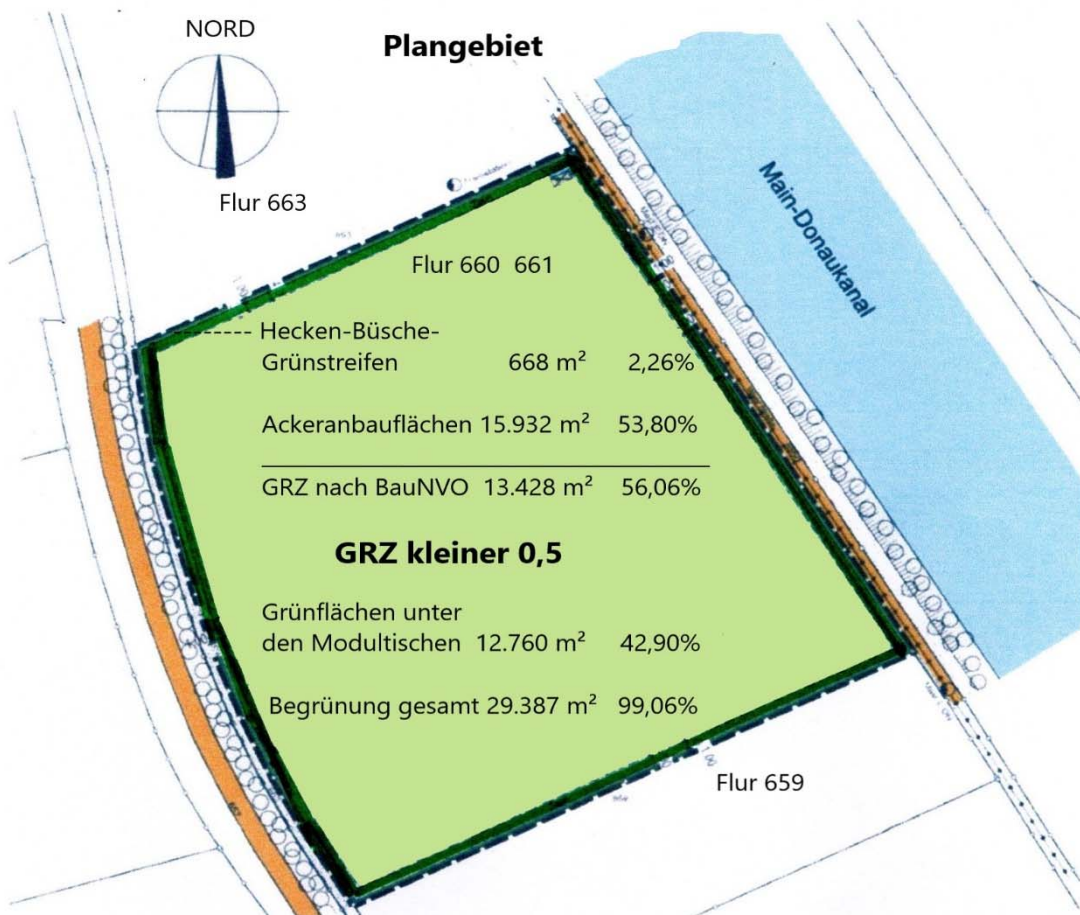 NORD
Plangebiet
Flur 663
Main-Donaukanal
Flur 660 661
Hecken-Büsche-
Grünstreifen 668 m² 2,26%
Ackeranbauflächen 15.932 m² 53,80%
GRZ nach BauNVO 13.428 m² 56,06%
GRZ kleiner 0,5
Grünflächen unter
den Modultischen 12.760 m² 42,90%
Begrünung gesamt 29.387 m² 99,06%
Flur 659